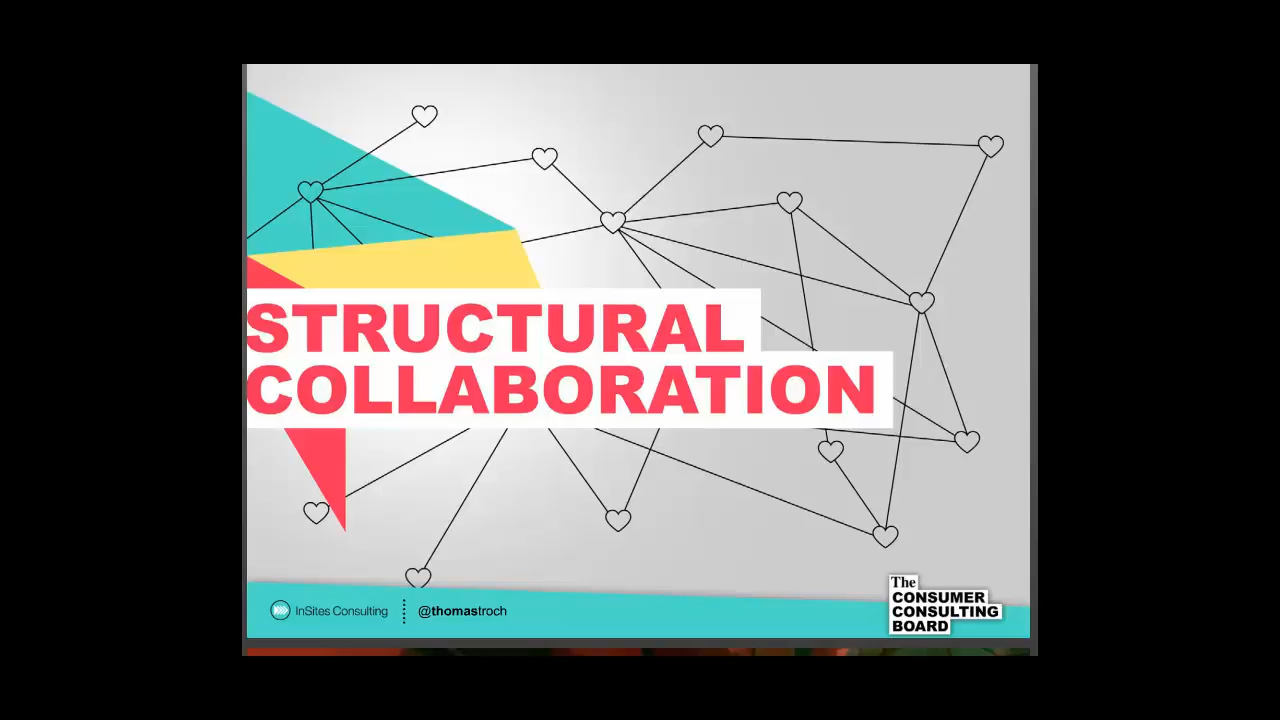 STRUCTURAL
COLLABORATION
InSites Consulting
@thomastroch
The
CONSUMER
CONSULTING
BOARD